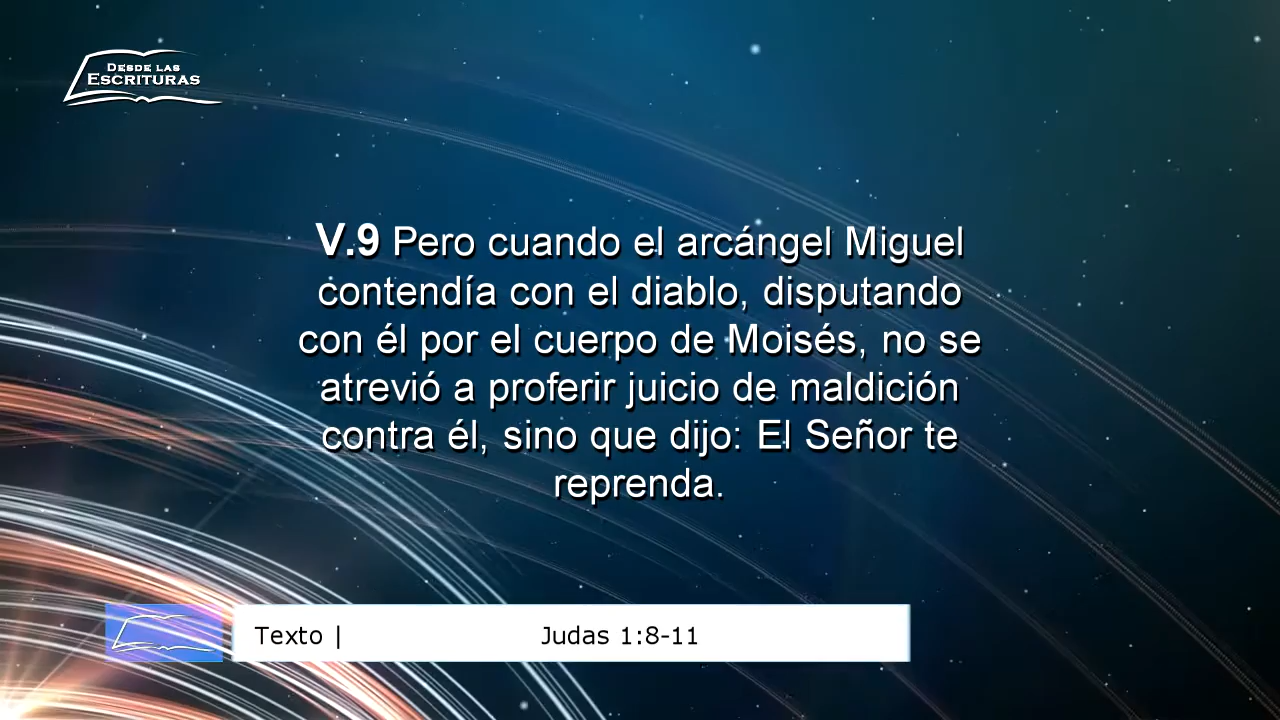 DESDE LAS
ESCRITURAS
V.9 Pero cuando el arcángel Miguel
contendía con el diablo, disputando
con él por el cuerpo de Moisés, no se
atrevió a proferir juicio de maldición
contra él, sino que dijo: El Señor te
reprenda.
Texto | Judas 1:8-11